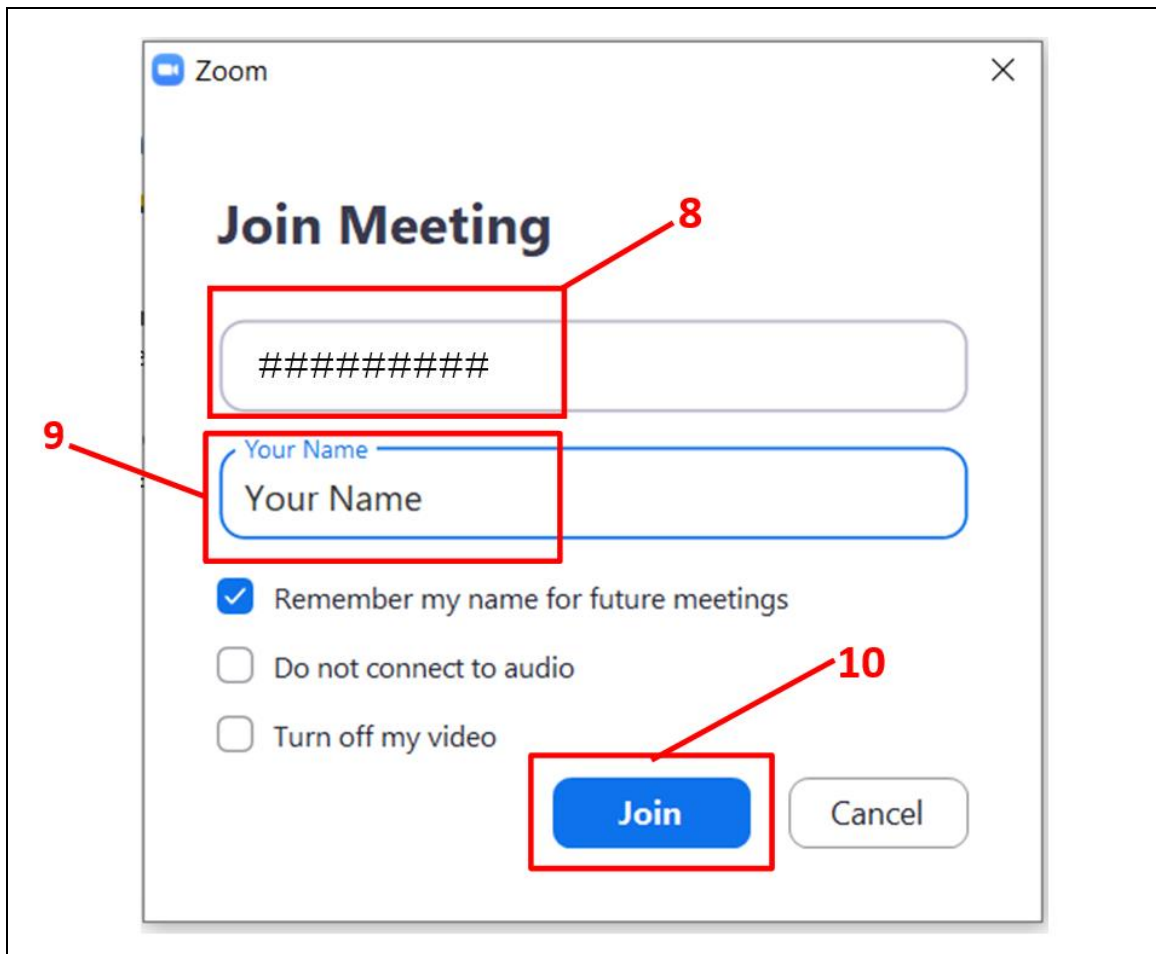 Zoom
Join Meeting
8
#########
9
Your Name
Your Name
Remember my name for future meetings
Do not connect to audio
10
Turn off my video
Join
Cancel